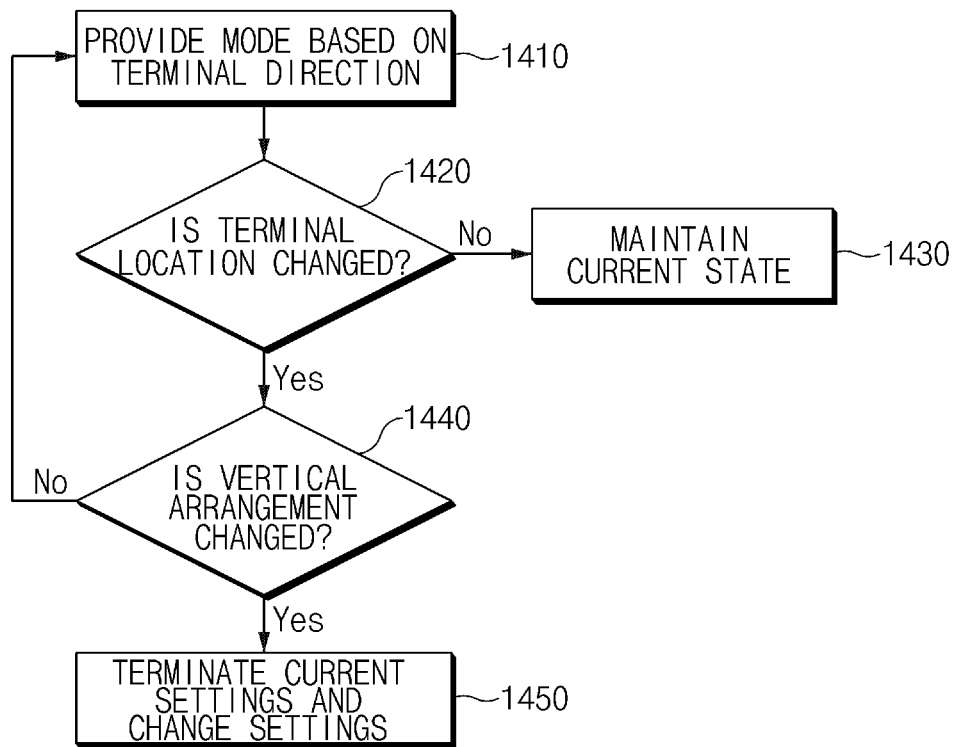 PROVIDE MODE BASED ON
TERMINAL DIRECTION
1410
1420
IS TERMINAL
LOCATION CHANGED?
No
MAINTAIN
CURRENT STATE
1430
Yes
1440
IS VERTICAL
ARRANGEMENT
CHANGED?
No
Yes
TERMINATE CURRENT
SETTINGS AND
CHANGE SETTINGS
1450